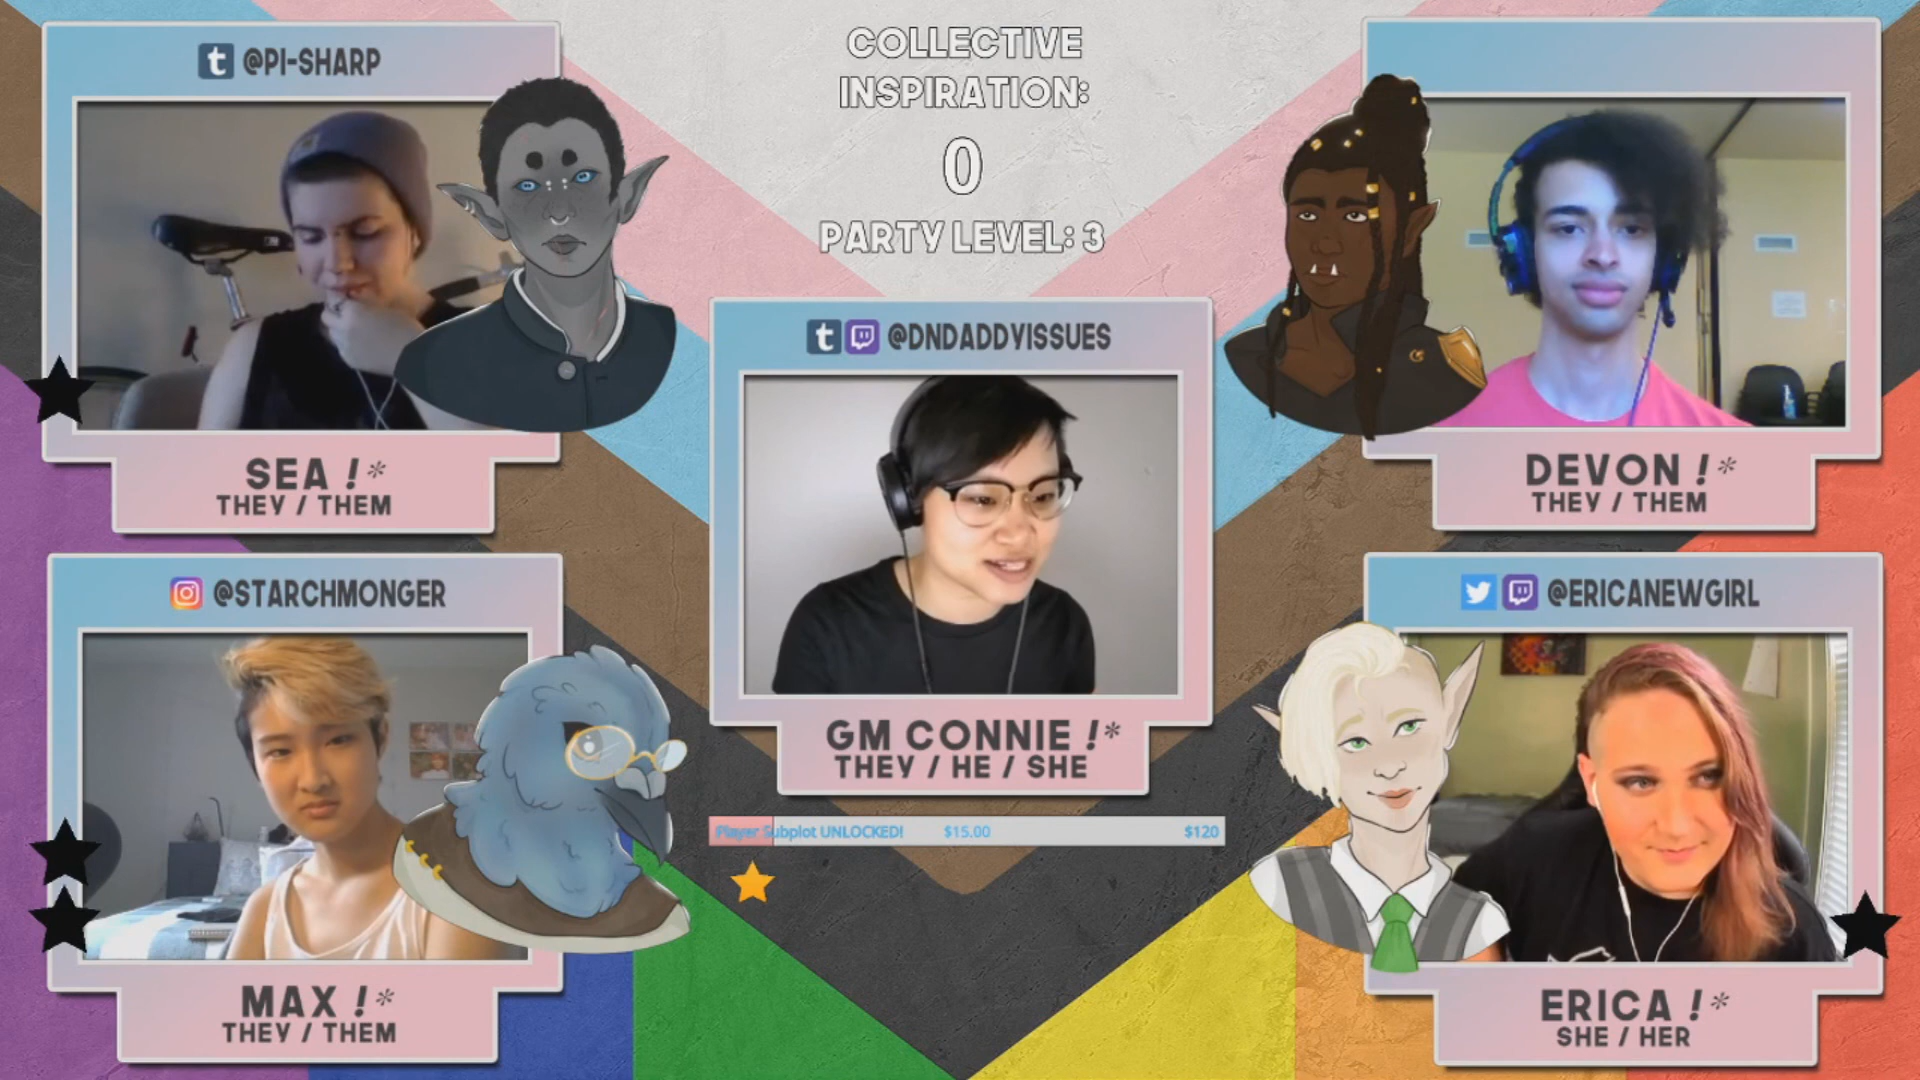 @PI-SHARP
SEA !*
THEY / THEM
COLLECTIVE
INSPIRATION:
0
PARTY LEVEL: 3
DEVON !*
THEY / THEM
@DNDADDYISSUES
GM CONNIE !*
THEY / HE / SHE
Player Subplot UNLOCKED! $15.00 $120
@STARCHMONGER
MAX !*
THEY / THEM
@ERICANEWGIRL
ERICA !*
SHE / HER